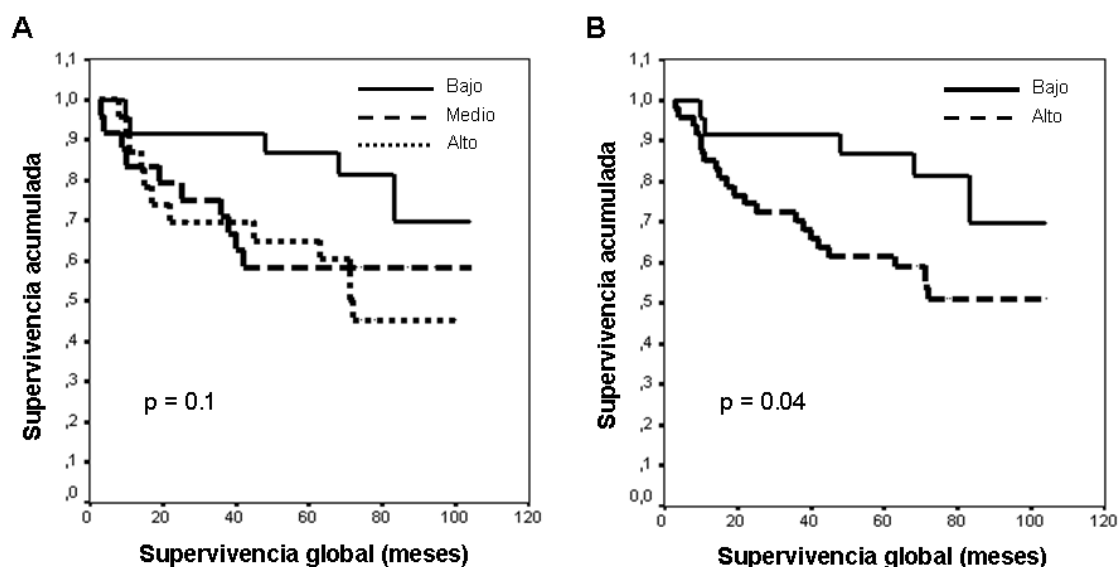 A
Supervivencia acumulada
1,1
1,0
,9
,8
,7
,6
,5
,4
,3
,2
,1
,0
Bajo
Medio
Alto
p = 0.1
0 20 40 60 80 100 120
Supervivencia global (meses)
B
Supervivencia acumulada
1,1
1,0
,9
,8
,7
,6
,5
,4
,3
,2
,1
0,0
Bajo
Alto
p = 0.04
0 20 40 60 80 100 120
Supervivencia global (meses)